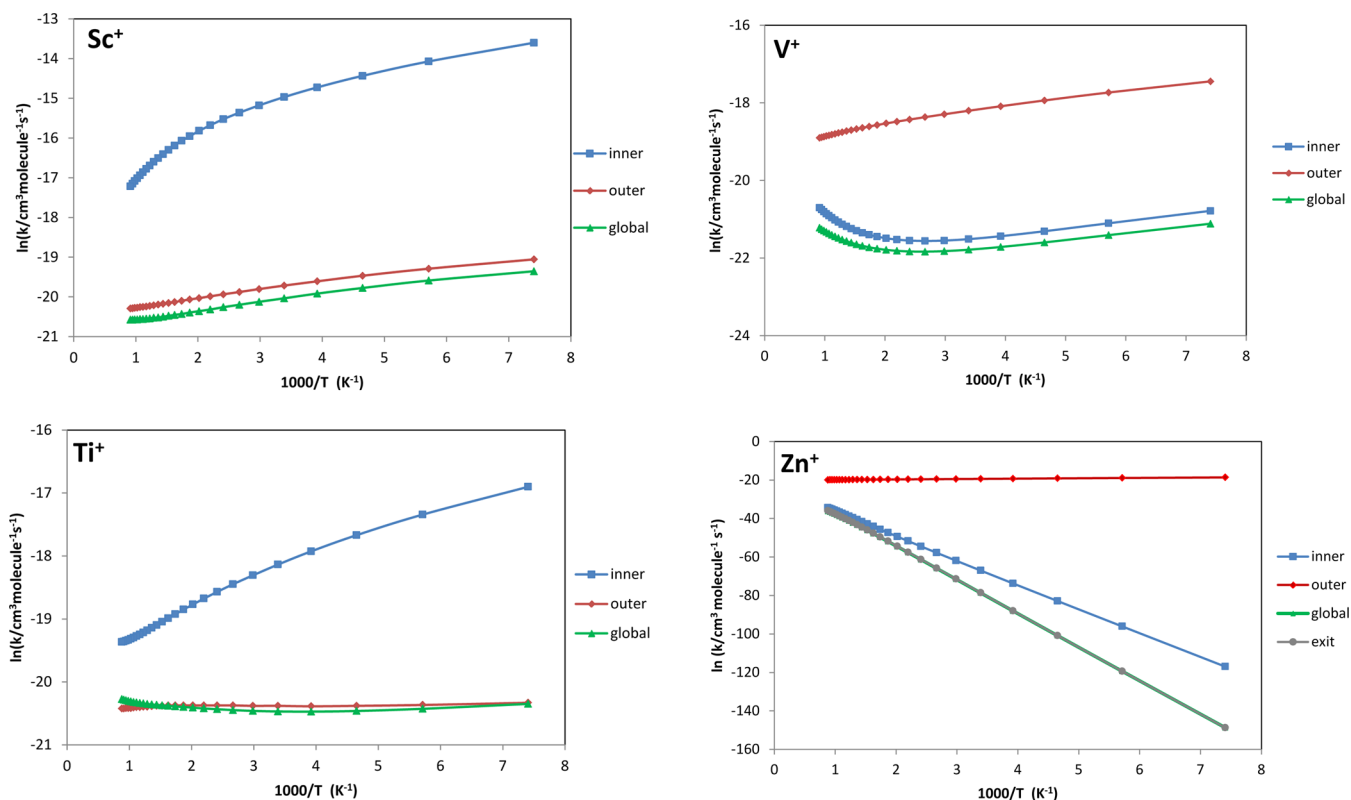 Sc⁺
ln(k/cm³molecule⁻¹s⁻¹)
-13
-14
-15
-16
-17
-18
-19
-20
-21
0 1 2 3 4 5 6 7 8
1000/T (K⁻¹)
inner
outer
global
V⁺
ln(k/cm³molecule⁻¹s⁻¹)
-16
-18
-20
-22
-24
0 1 2 3 4 5 6 7 8
1000/T (K⁻¹)
inner
outer
global
Ti⁺
ln(k/cm³molecule⁻¹s⁻¹)
-16
-17
-18
-19
-20
-21
0 1 2 3 4 5 6 7 8
1000/T (K⁻¹)
inner
outer
global
Zn⁺
ln (k/cm³ molecule⁻¹ s⁻¹)
0
-20
-40
-60
-80
-100
-120
-140
-160
0 1 2 3 4 5 6 7 8
1000/T (K⁻¹)
inner
outer
global
exit